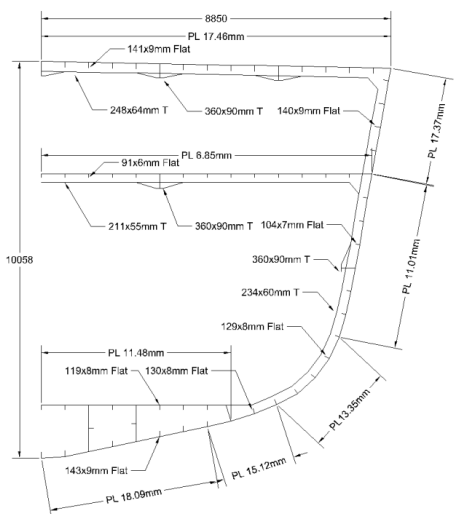 8850
PL 17.46mm
141x9mm Flat
248x64mm T
360x90mm T
140x9mm Flat
PL 17.37mm
PL 6.85mm
91x6mm Flat
211x55mm T
360x90mm T
104x7mm Flat
10058
360x90mm T
PL 11.01mm
234x60mm T
129x8mm Flat
PL 11.48mm
119x8mm Flat
130x8mm Flat
PL13.35mm
143x9mm Flat
PL 15.12mm
PL 18.09mm